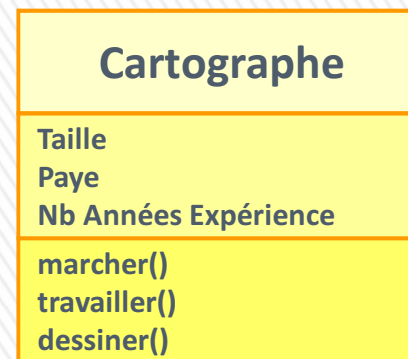 Cartographe
Taille
Paye
Nb Années Expérience
marcher()
travailler()
dessiner()